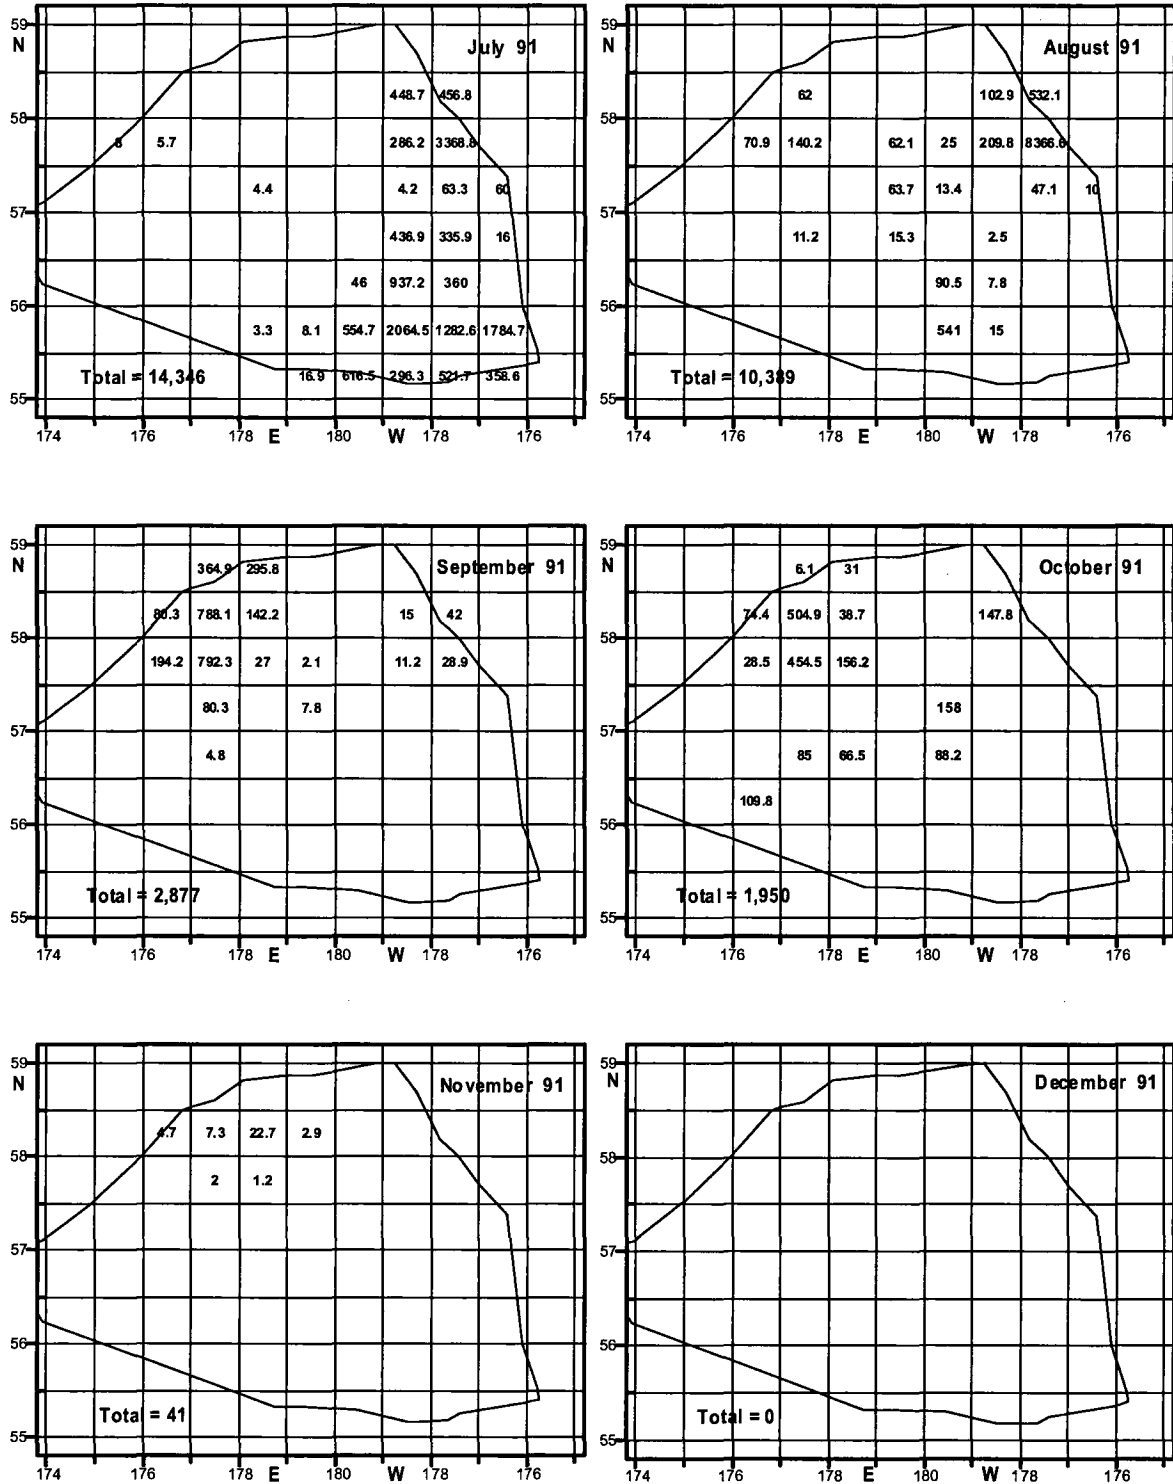 59
N
July 91
448.7 456.8
58
8 5.7 286.2 3368.8
4.4 4.2 63.3 60
57
436.9 335.9 16
46 937.2 360
56
3.3 8.1 554.7 2064.5 1282.6 1784.7
Total = 14,346 16.9 616.5 296.3 521.7 358.6
55
174 176 178 E 180 W 178 176
59
N
August 91
62 102.9 532.1
58
70.9 140.2 62.1 25 209.8 8366.6
63.7 13.4 47.1 10
57
11.2 15.3 2.5
90.5 7.8
56
541 15
Total = 10,389
55
174 176 178 E 180 W 178 176
59
N
364.9 295.8 September 91
80.3 788.1 142.2 15 42
58
194.2 792.3 27 2.1 11.2 28.9
80.3 7.8
57
4.8
56
Total = 2,877
55
174 176 178 E 180 W 178 176
59
N
6.1 31 October 91
74.4 504.9 38.7 147.8
58
28.5 454.5 156.2
158
57
85 66.5 88.2
109.8
56
Total = 1,950
55
174 176 178 E 180 W 178 176
59
N
November 91
4.7 7.3 22.7 2.9
58
2 1.2
57
56
Total = 41
55
174 176 178 E 180 W 178 176
59
N
December 91
58
57
56
Total = 0
55
174 176 178 E 180 W 178 176